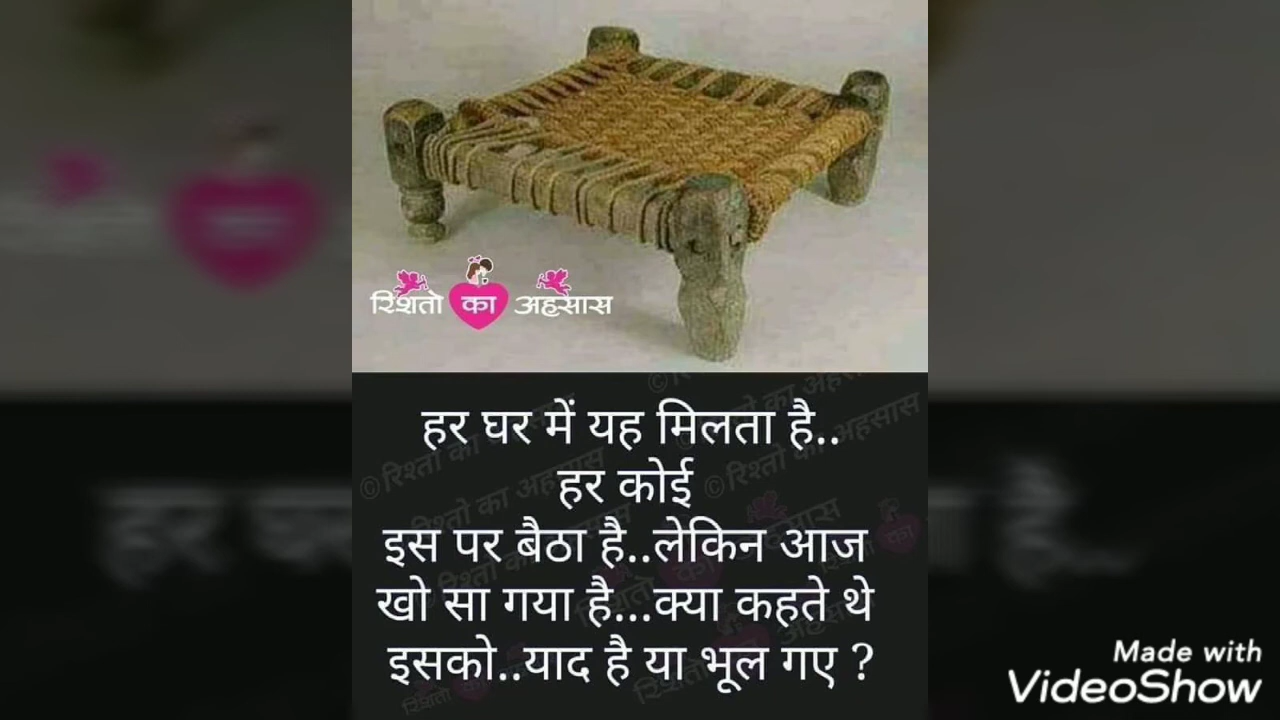 रिश्तो का अहसास
हर घर में यह मिलता है..
हर कोई
इस पर बैठा है..लेकिन आज
खो सा गया है...क्या कहते थे
इसको..याद है या भूल गए ?
Made with
VideoShow